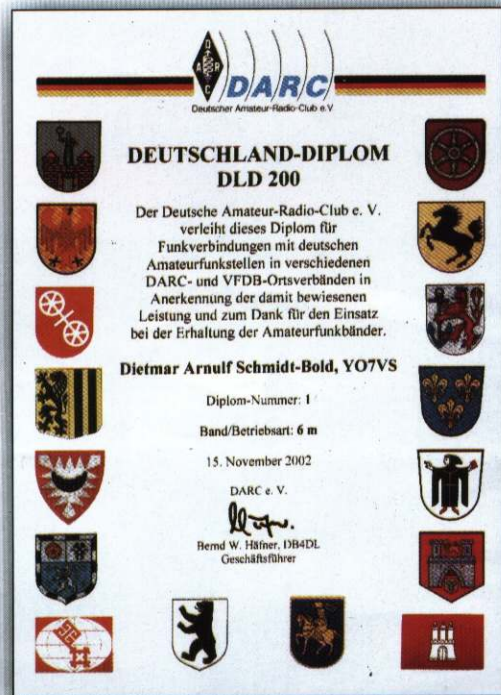 D
A R
C
DARC
Deutscher Amateur-Radio-Club e.V.
DEUTSCHLAND-DIPLOM
DLD 200
Der Deutsche Amateur-Radio-Club e. V.
verleiht dieses Diplom für
Funkverbindungen mit deutschen
Amateurfunkstellen in verschiedenen
DARC- und VFDB-Ortsverbänden in
Anerkennung der damit bewiesenen
Leistung und zum Dank für den Einsatz
bei der Erhaltung der Amateurfunkbänder.
Dietmar Arnulf Schmidt-Bold, YO7VS
Diplom-Nummer: 1
Band/Betriebsart: 6 m
15. November 2002
DARC e. V.
Bernd W. Häfner, DB4DL
Geschäftsführer